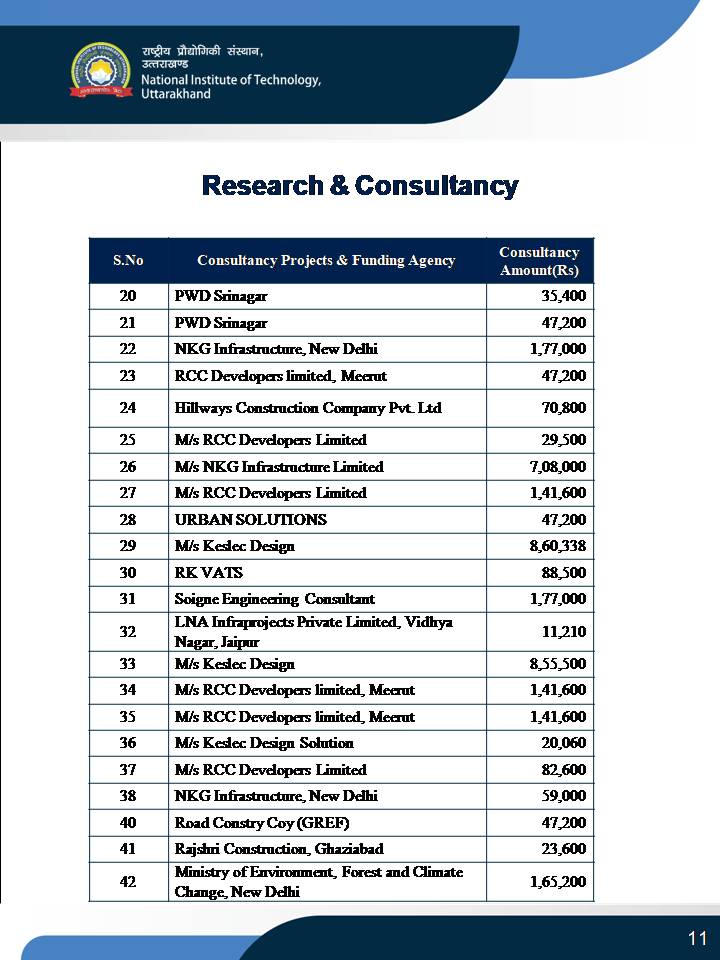 राष्ट्रीय प्रौद्योगिकी संस्थान,
उत्तराखण्ड
National Institute of Technology,
Uttarakhand
Research & Consultancy
S.No Consultancy Projects & Funding Agency Consultancy Amount(Rs)
20 PWD Srinagar 35,400
21 PWD Srinagar 47,200
22 NKG Infrastructure, New Delhi 1,77,000
23 RCC Developers limited, Meerut 47,200
24 Hillways Construction Company Pvt. Ltd 70,800
25 M/s RCC Developers Limited 29,500
26 M/s NKG Infrastructure Limited 7,08,000
27 M/s RCC Developers Limited 1,41,600
28 URBAN SOLUTIONS 47,200
29 M/s Keslec Design 8,60,338
30 RK VATS 88,500
31 Soigne Engineering Consultant 1,77,000
32 LNA Infraprojects Private Limited, Vidhya
Nagar, Jaipur 11,210
33 M/s Keslec Design 8,55,500
34 M/s RCC Developers limited, Meerut 1,41,600
35 M/s RCC Developers limited, Meerut 1,41,600
36 M/s Keslec Design Solution 20,060
37 M/s RCC Developers Limited 82,600
38 NKG Infrastructure, New Delhi 59,000
40 Road Constry Coy (GREF) 47,200
41 Rajshri Construction, Ghaziabad 23,600
42 Ministry of Environment, Forest and Climate
Change, New Delhi 1,65,200
11